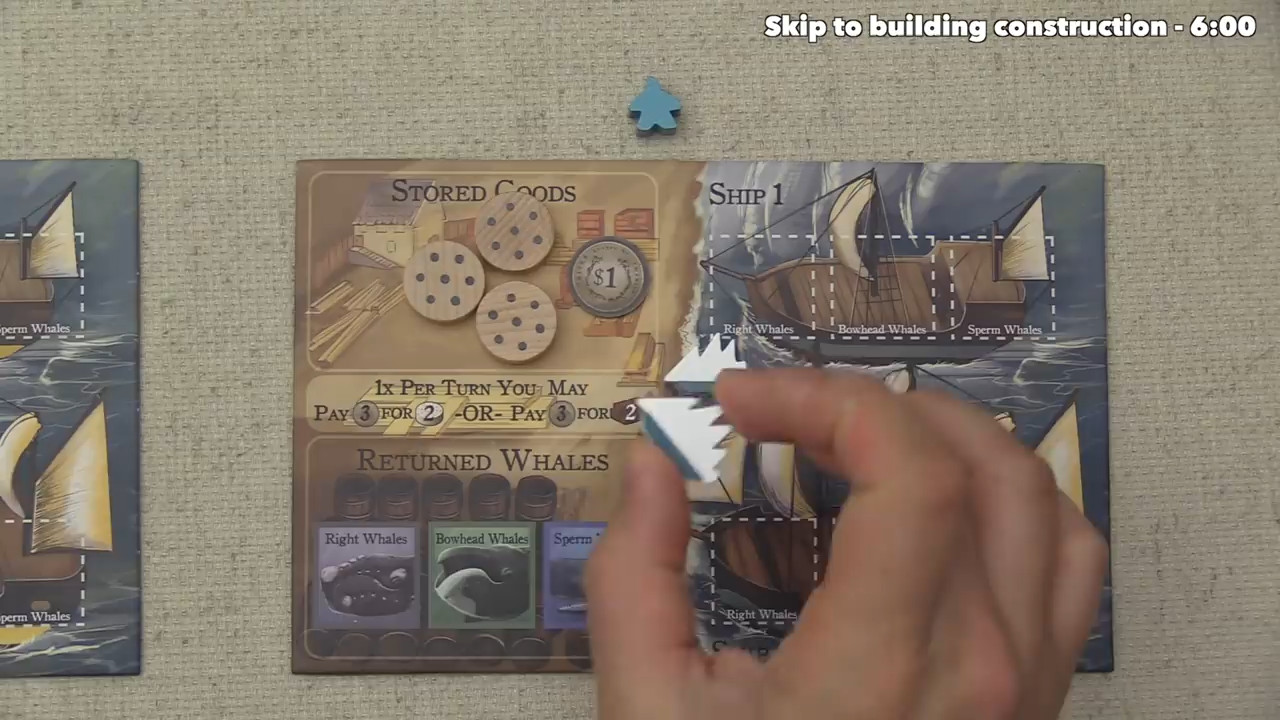 Skip to building construction - 6:00
Stored Goods
$1
Ship 1
Right Whales
Bowhead Whales
Sperm Whales
Sperm Whales
1x Per Turn You May
Pay 3 for 2 -OR- Pay 3 for 2
Returned Whales
Right Whales
Bowhead Whales
Sperm
Right Whales
Sperm Whales